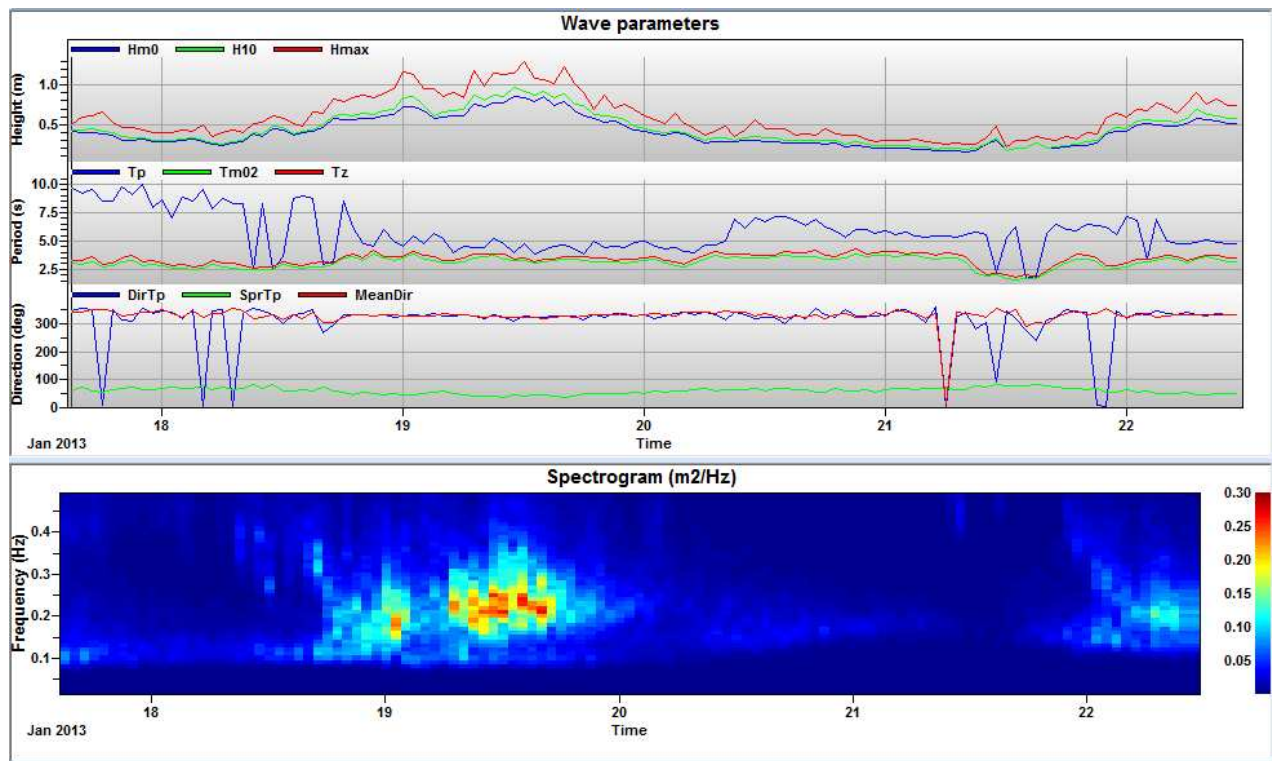 Wave parameters
Hm0 H10 Hmax
Height (m)
1.0
0.5
Tp Tm02 Tz
Period (s)
10.0
7.5
5.0
2.5
DirTp SprTp MeanDir
Direction (deg)
300
200
100
0
18 19 20 21 22
Jan 2013 Time
Spectrogram (m2/Hz)
Frequency (Hz)
0.4
0.3
0.2
0.1
0.30
0.25
0.20
0.15
0.10
0.05
18 19 20 21 22
Jan 2013 Time